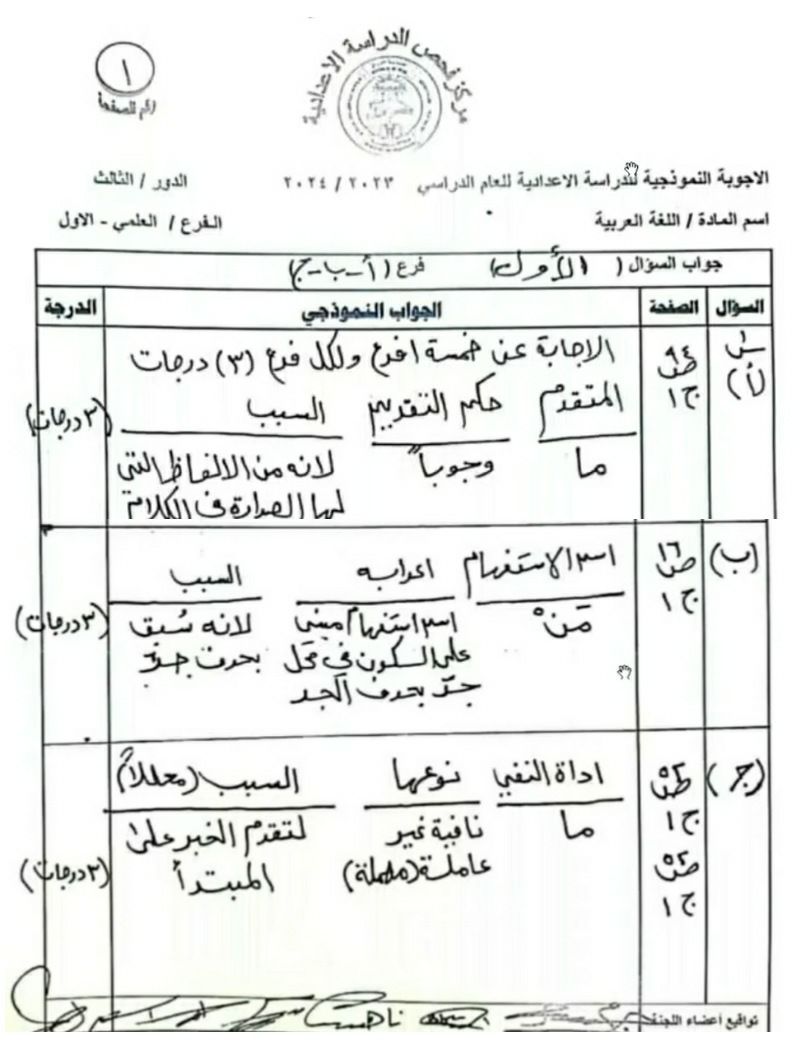 مركز فحص الدراسة الاعدادية
١
رقم الصفحة
الاجوبة النموذجية للدراسة الاعدادية للعام الدراسي ٢٠٢٣ / ٢٠٢٤ الدور / الثالث
اسم المادة / اللغة العربية الفرع / العلمي - الاول
جواب السؤال ( الأول ) فرع ( أ - ب - ج )
السؤال الصفحة الجواب النموذجي الدرجة
س١ ص٩٤ الاجابة عن خمسة افرع ولكل فرع (٣) درجات
(أ) ج١ المتقدم حكم التقديم السبب (٣ درجات)
ما وجوباً لانه من الالفاظ التي
لها الصدارة في الكلام
(ب) ص١٦ اسم الاستفهام اعرابه السبب
ج١ مَنْ اسم استفهام مبني لانه سُبق (٣ درجات)
على السكون في محل بحرف جرّ
جرّ بحرف الجر
(ج) اداة النفي نوعها السبب (معللاً)
ج١ ما نافية غير لتقدم الخبر على
عاملة (مهملة) المبتدأ (٣ درجات)
ج١
تواقيع اعضاء اللجنة